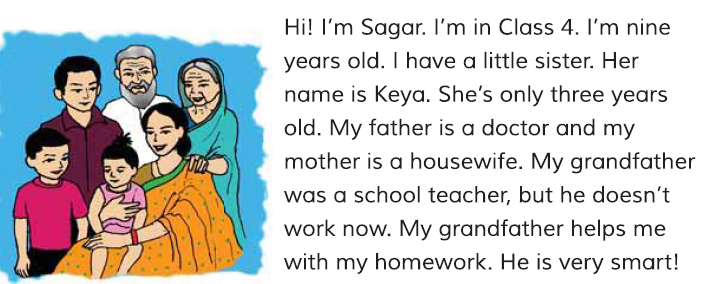 Hi! I'm Sagar. I'm in Class 4. I'm nine
years old. I have a little sister. Her
name is Keya. She's only three years
old. My father is a doctor and my
mother is a housewife. My grandfather
was a school teacher, but he doesn't
work now. My grandfather helps me
with my homework. He is very smart!